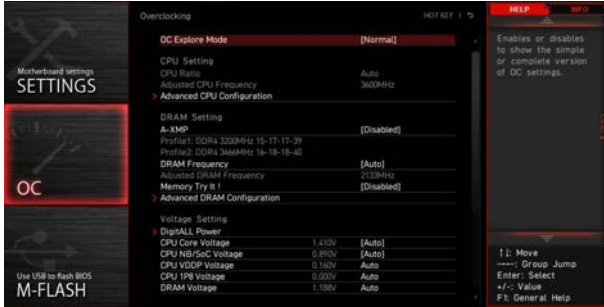 Overclocking
HOT KEY
HELP
INFO
OC Explore Mode [Normal]
CPU Setting
CPU Ratio Auto
Adjusted CPU Frequency 3600MHz
Advanced CPU Configuration
DRAM Setting
A-XMP [Disabled]
Profile1: DDR4 3200MHz 15-17-17-39
Profile2: DDR4 3466MHz 16-18-18-40
DRAM Frequency [Auto]
Adjusted DRAM Frequency 2133MHz
Memory Try It ! [Disabled]
Advanced DRAM Configuration
Voltage Setting
DigitALL Power
CPU Core Voltage 1.410V [Auto]
CPU NB/SoC Voltage 0.890V [Auto]
CPU VDDP Voltage 0.160V Auto
CPU 1P8 Voltage 0.000V Auto
DRAM Voltage 1.188V Auto
Motherboard settings
SETTINGS
OC
Use USB to flash BIOS
M-FLASH
Enables or disables
to show the simple
or complete version
of OC settings.
↑↓: Move
: Group Jump
Enter: Select
+/-: Value
F1: General Help